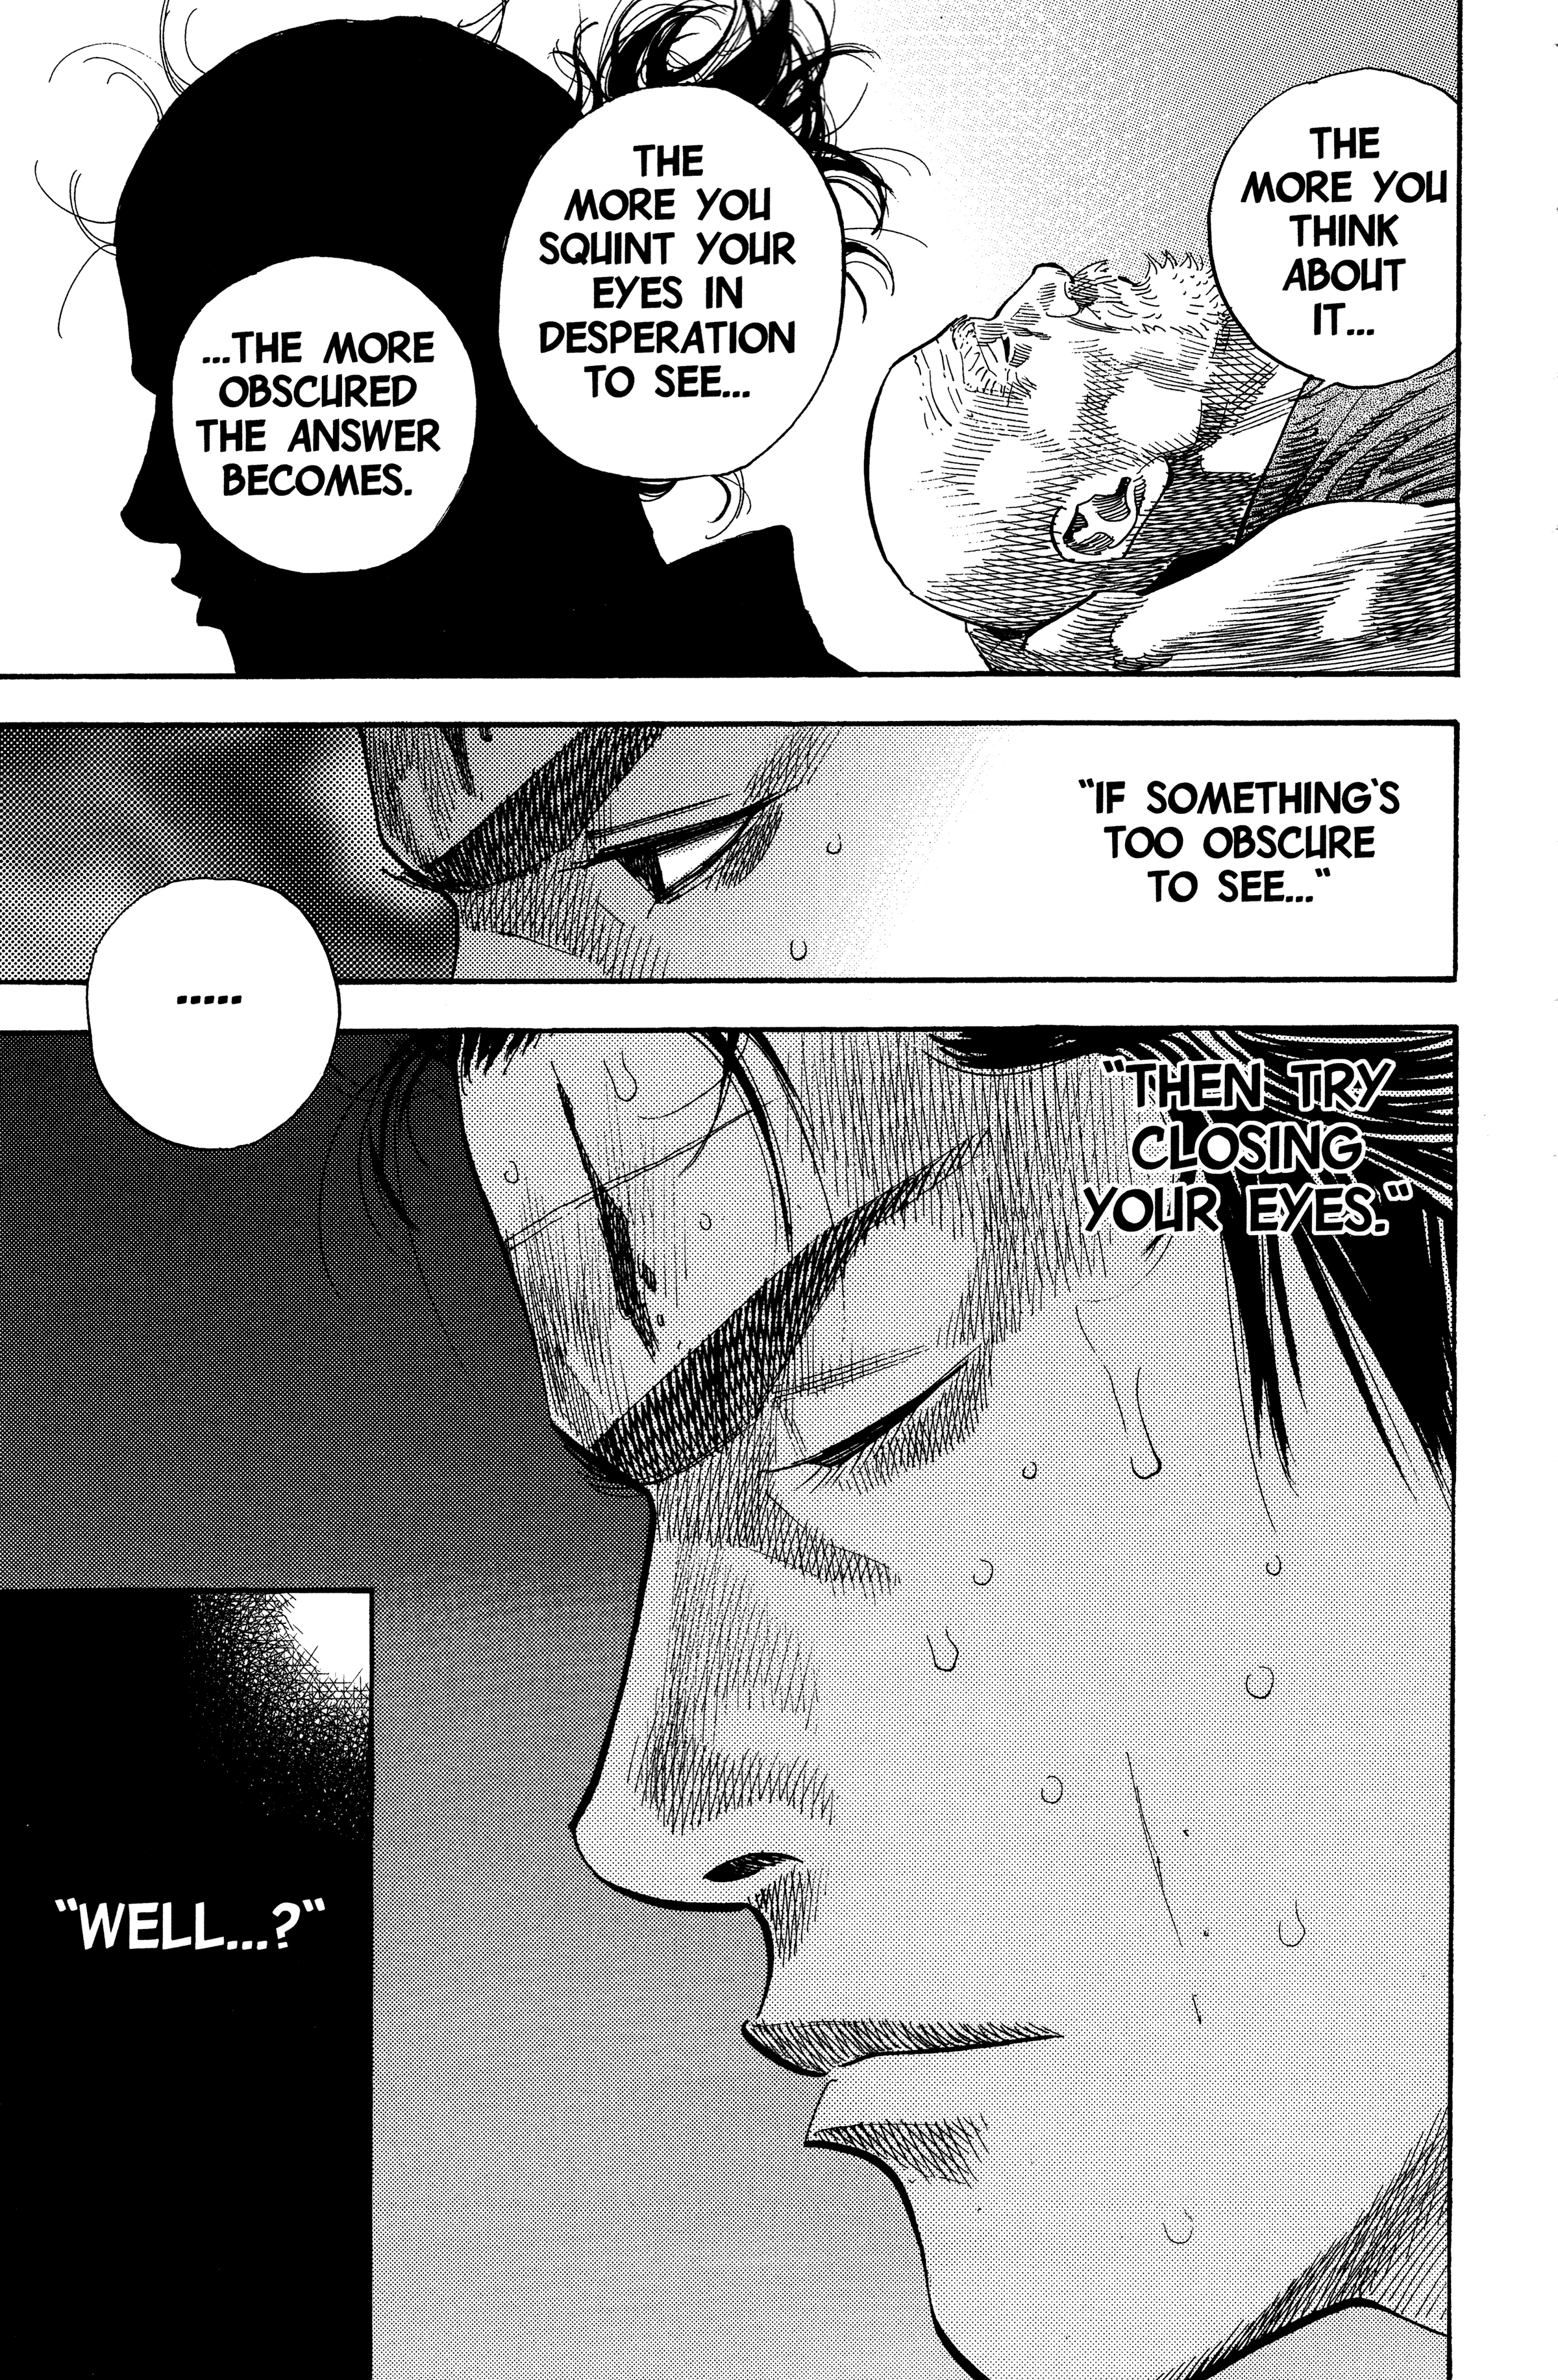 THE
MORE YOU
THINK
ABOUT
IT...
THE
MORE YOU
SQUINT YOUR
EYES IN
DESPERATION
TO SEE...
...THE MORE
OBSCURED
THE ANSWER
BECOMES.
"IF SOMETHING'S
TOO OBSCURE
TO SEE..."
.....
"THEN TRY
CLOSING
YOUR EYES."
"WELL...?"